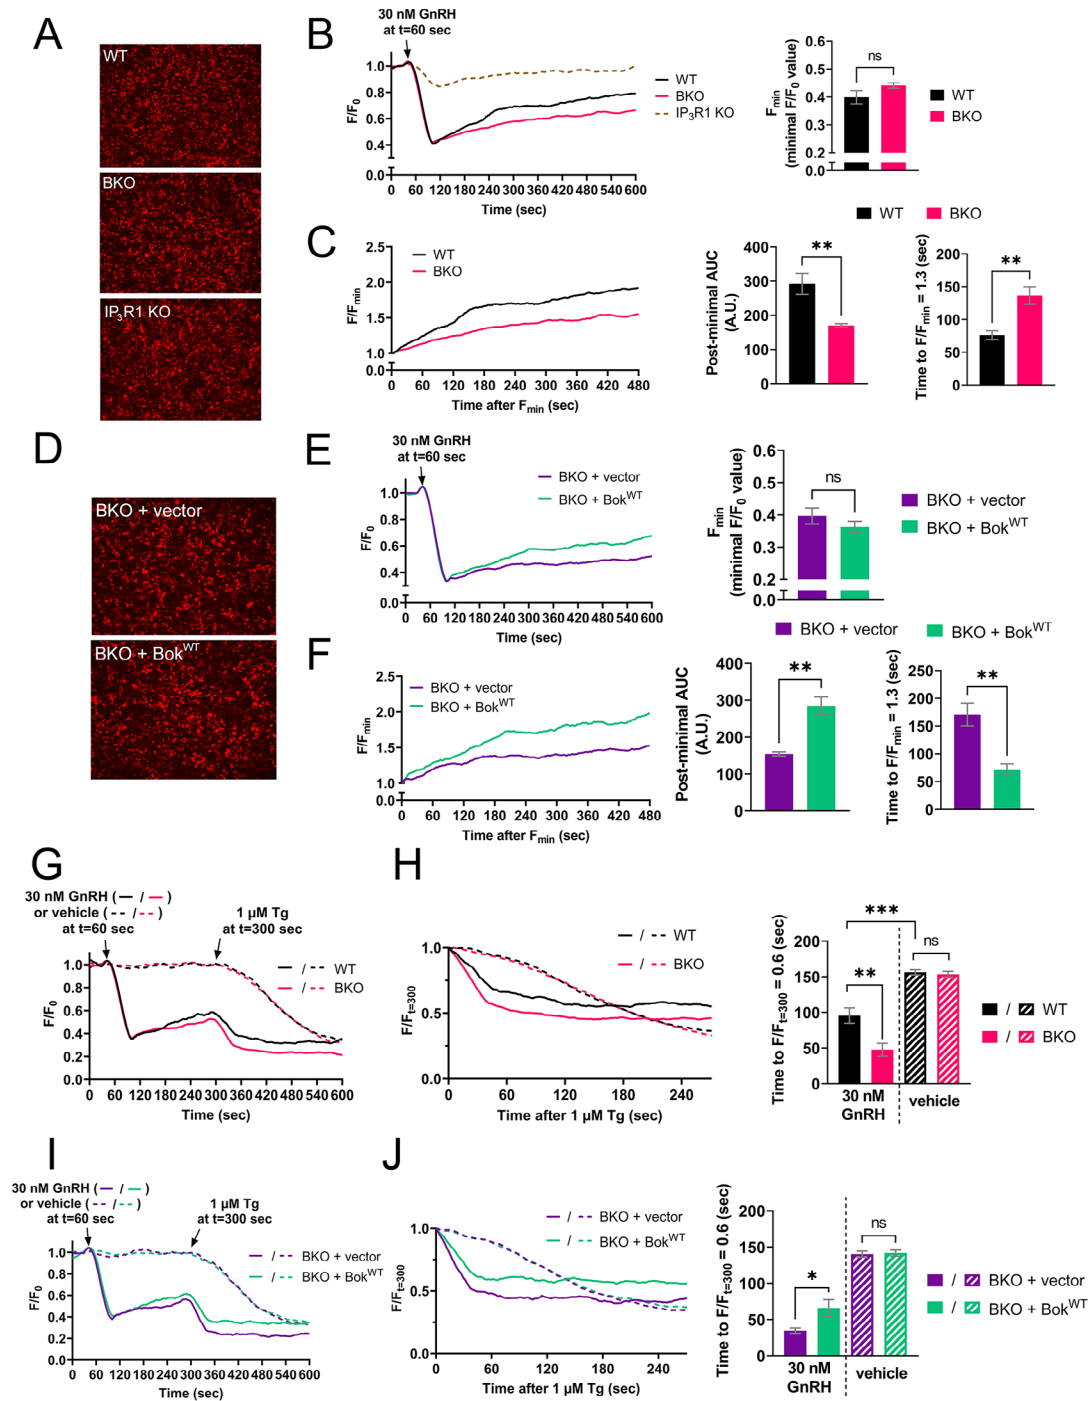 A
WT
BKO
IP3R1 KO
B
30 nM GnRH
at t=60 sec
F/F0
1.0
0.8
0.6
0.4
0.0
0 60 120 180 240 300 360 420 480 540 600
Time (sec)
WT
BKO
IP3R1 KO
Fmin
(minimal F/F0 value)
0.6
0.5
0.4
0.3
0.2
0.0
ns
WT
BKO
C
F/Fmin
2.5
2.0
1.5
1.0
0.0
0 60 120 180 240 300 360 420 480
Time after Fmin (sec)
WT
BKO
WT BKO
Post-minimal AUC
(A.U.)
400
300
200
100
0
**
Time to F/Fmin = 1.3 (sec)
200
150
100
50
0
**
D
BKO + vector
BKO + BokWT
E
30 nM GnRH
at t=60 sec
F/F0
1.0
0.8
0.6
0.4
0.0
0 60 120 180 240 300 360 420 480 540 600
Time (sec)
BKO + vector
BKO + BokWT
Fmin
(minimal F/F0 value)
0.6
0.5
0.4
0.3
0.2
0.0
ns
BKO + vector
BKO + BokWT
F
F/Fmin
2.5
2.0
1.5
1.0
0.0
0 60 120 180 240 300 360 420 480
Time after Fmin (sec)
BKO + vector
BKO + BokWT
BKO + vector BKO + BokWT
Post-minimal AUC
(A.U.)
400
300
200
100
0
**
Time to F/Fmin = 1.3 (sec)
250
200
150
100
50
0
**
G
30 nM GnRH ( / )
or vehicle ( / )
at t=60 sec
1 µM Tg
at t=300 sec
F/F0
1.0
0.8
0.6
0.4
0.2
0.0
0 60 120 180 240 300 360 420 480 540 600
Time (sec)
/ WT
/ BKO
H
F/Ft=300
1.0
0.5
0.0
0 60 120 180 240
Time after 1 µM Tg (sec)
/ WT
/ BKO
Time to F/Ft=300 = 0.6 (sec)
200
150
100
50
0
***
**
ns
30 nM
GnRH
vehicle
/ WT
/ BKO
I
30 nM GnRH ( / )
or vehicle ( / )
at t=60 sec
1 µM Tg
at t=300 sec
F/F0
1.0
0.8
0.6
0.4
0.2
0.0
0 60 120 180 240 300 360 420 480 540 600
Time (sec)
/ BKO + vector
/ BKO + BokWT
J
F/Ft=300
1.0
0.5
0.0
0 60 120 180 240
Time after 1 µM Tg (sec)
/ BKO + vector
/ BKO + BokWT
Time to F/Ft=300 = 0.6 (sec)
200
150
100
50
0
*
ns
30 nM
GnRH
vehicle
/ BKO + vector
/ BKO + BokWT